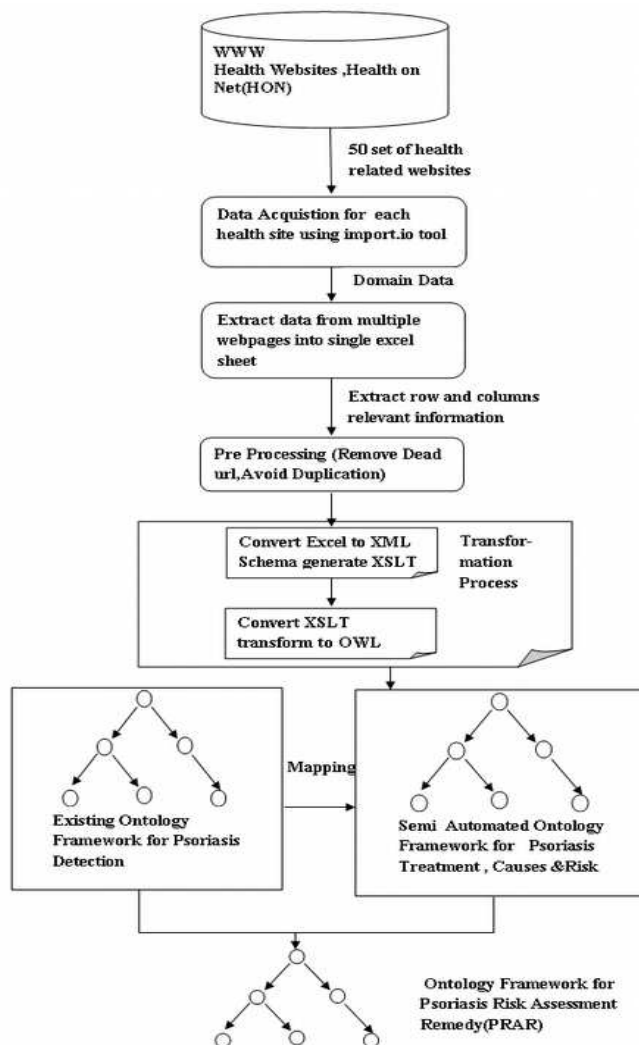 WWW
Health Websites ,Health on
Net(HON)
50 set of health
related websites
Data Acquistion for each
health site using import.io tool
Domain Data
Extract data from multiple
webpages into single excel
sheet
Extract row and columns
relevant information
Pre Processing (Remove Dead
url,Avoid Duplication)
Convert Excel to XML
Schema generate XSLT
Transfor-
mation
Process
Convert XSLT
transform to OWL
Mapping
Existing Ontology
Framework for Psoriasis
Detection
Semi Automated Ontology
Framework for Psoriasis
Treatment , Causes &Risk
Ontology Framework for
Psoriasis Risk Assessment
Remedy(PRAR)